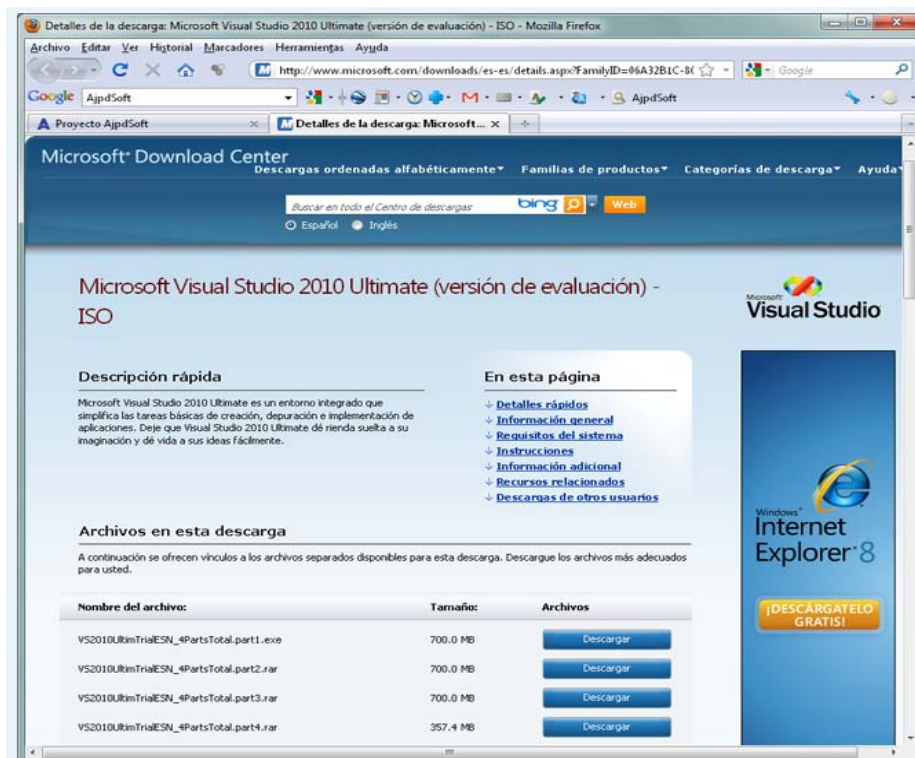 Detalles de la descarga: Microsoft Visual Studio 2010 Ultimate (versión de evaluación) - ISO - Mozilla Firefox
Archivo Editar Ver Historial Marcadores Herramientas Ayuda
http://www.microsoft.com/downloads/es-es/details.aspx?FamilyID=06A32B1C-8
Google
Google AjpdSoft
AjpdSoft
Proyecto AjpdSoft
Detalles de la descarga: Microsoft...
Microsoft Download Center
Descargas ordenadas alfabéticamente Familias de productos Categorías de descarga Ayuda
Buscar en todo el Centro de descargas bing Web
Español Inglés
Microsoft Visual Studio 2010 Ultimate (versión de evaluación) -
ISO
Microsoft
Visual Studio
Descripción rápida
Microsoft Visual Studio 2010 Ultimate es un entorno integrado que
simplifica las tareas básicas de creación, depuración e implementación de
aplicaciones. Deje que Visual Studio 2010 Ultimate dé rienda suelta a su
imaginación y dé vida a sus ideas fácilmente.
En esta página
Detalles rápidos
Información general
Requisitos del sistema
Instrucciones
Información adicional
Recursos relacionados
Descargas de otros usuarios
Archivos en esta descarga
A continuación se ofrecen vínculos a los archivos separados disponibles para esta descarga. Descargue los archivos más adecuados
para usted.
Nombre del archivo: Tamaño: Archivos
VS2010UltimTrialESN_4PartsTotal.part1.exe 700.0 MB Descargar
VS2010UltimTrialESN_4PartsTotal.part2.rar 700.0 MB Descargar
VS2010UltimTrialESN_4PartsTotal.part3.rar 700.0 MB Descargar
VS2010UltimTrialESN_4PartsTotal.part4.rar 357.4 MB Descargar
Windows
Internet
Explorer 8
¡DESCÁRGATELO
GRATIS!